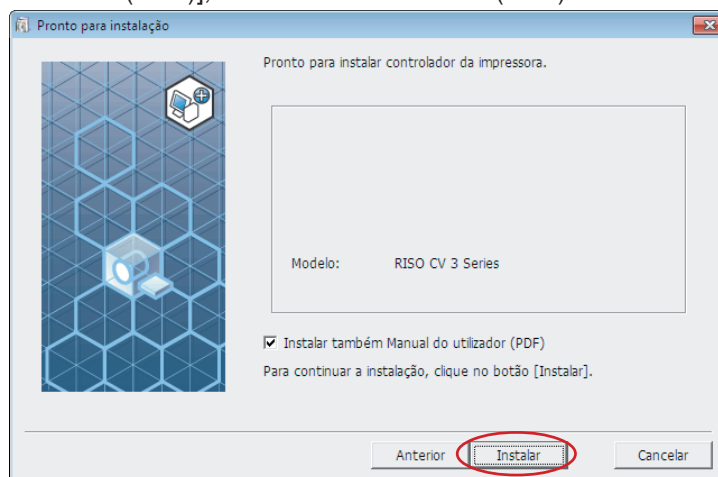 Pronto para instalação
Pronto para instalar controlador da impressora.
Modelo: RISO CV 3 Series
Instalar também Manual do utilizador (PDF)
Para continuar a instalação, clique no botão [Instalar].
Anterior Instalar Cancelar